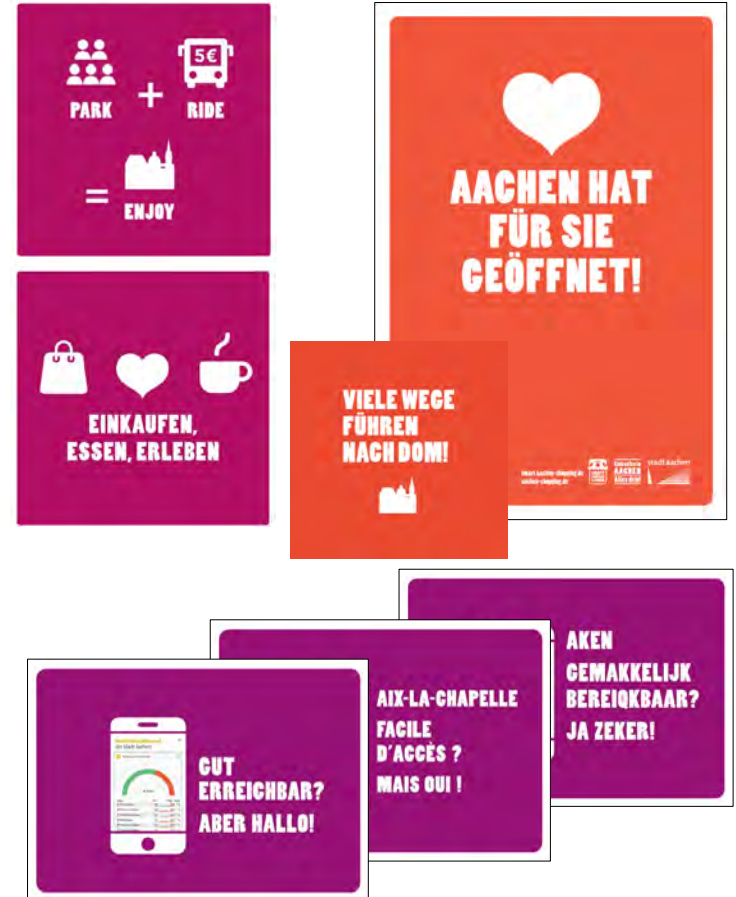 5€
PARK
+
RIDE
=
ENJOY
AACHEN HAT
FÜR SIE
GEÖFFNET!
EINKAUFEN,
ESSEN, ERLEBEN
VIELE WEGE
FÜHREN
NACH DOM!
stadt aachen
AACHEN
AKEN
GEMAKKELIJK
BEREIQKBAAR?
JA ZEKER!
AIX-LA-CHAPELLE
FACILE
D'ACCÈS ?
MAIS OUI !
GUT
ERREICHBAR?
ABER HALLO!